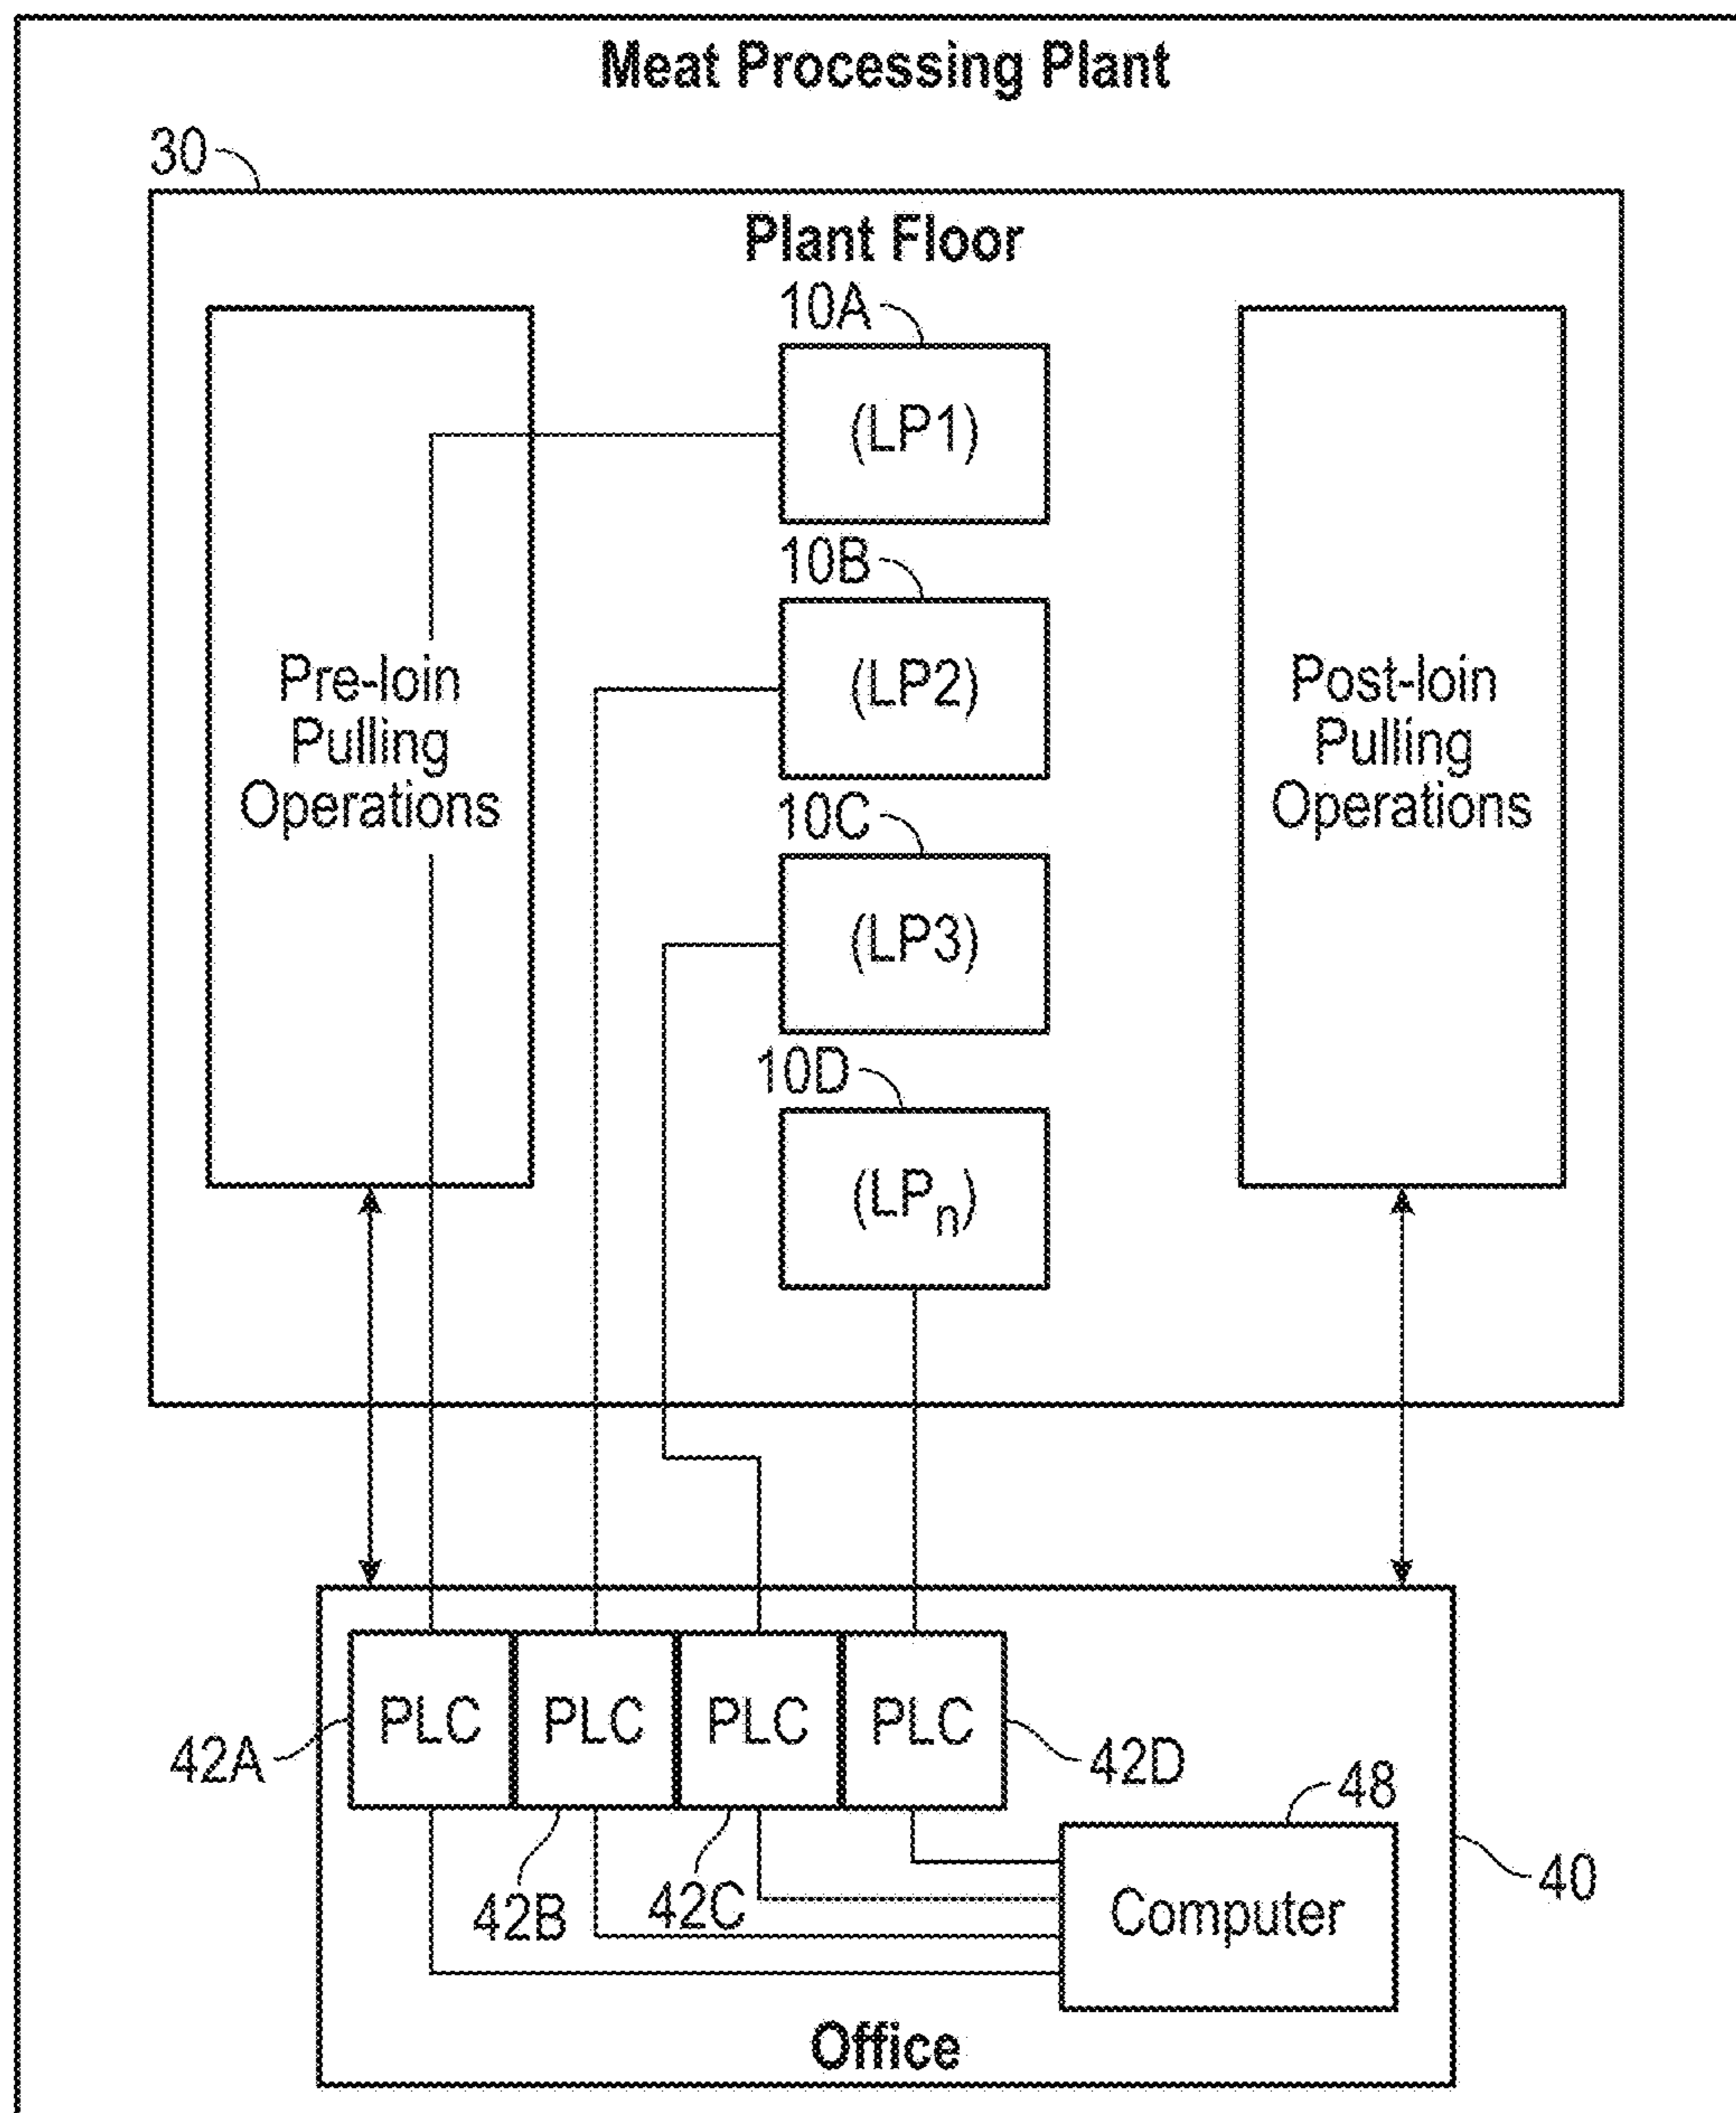 Meat Processing Plant
30
Plant Floor
10A
(LP1)
10B
(LP2)
Pre-loin
Pulling
Operations
Post-loin
Pulling
Operations
10C
(LP3)
10D
(LPn)
PLC
PLC
PLC
PLC
42A
42D
48
42B
42C
Computer
40
Office